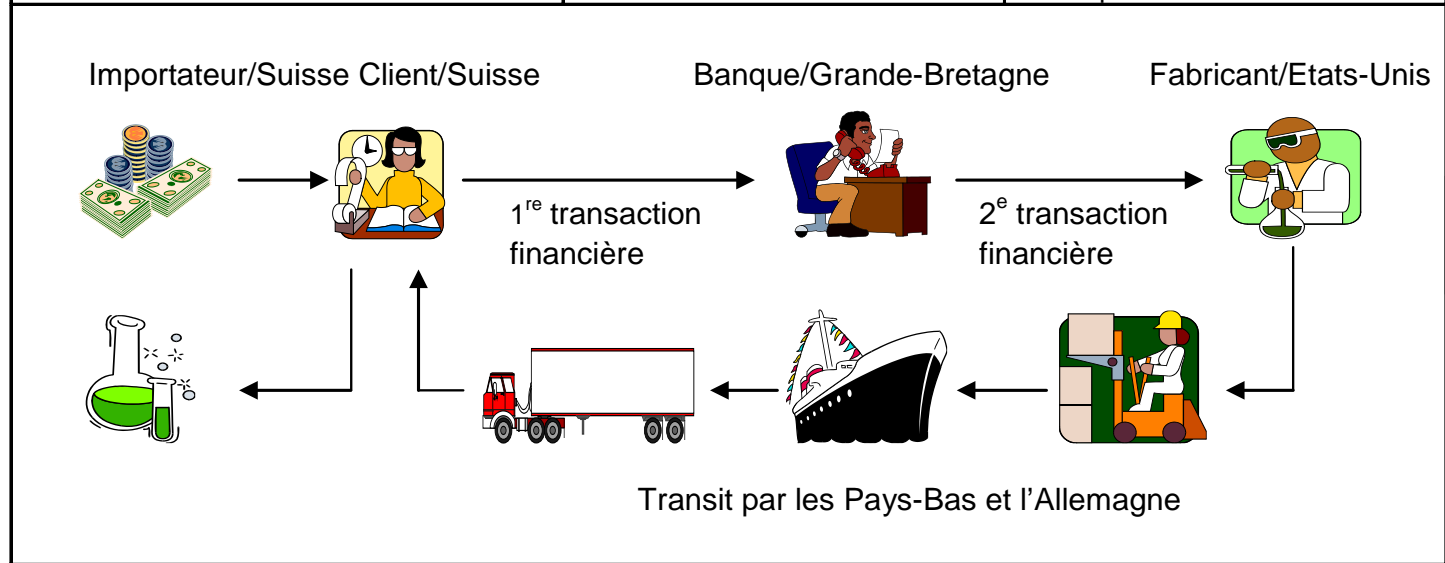 Importateur/Suisse Client/Suisse
Banque/Grande-Bretagne
Fabricant/Etats-Unis
1re transaction
financière
2e transaction
financière
Transit par les Pays-Bas et l'Allemagne